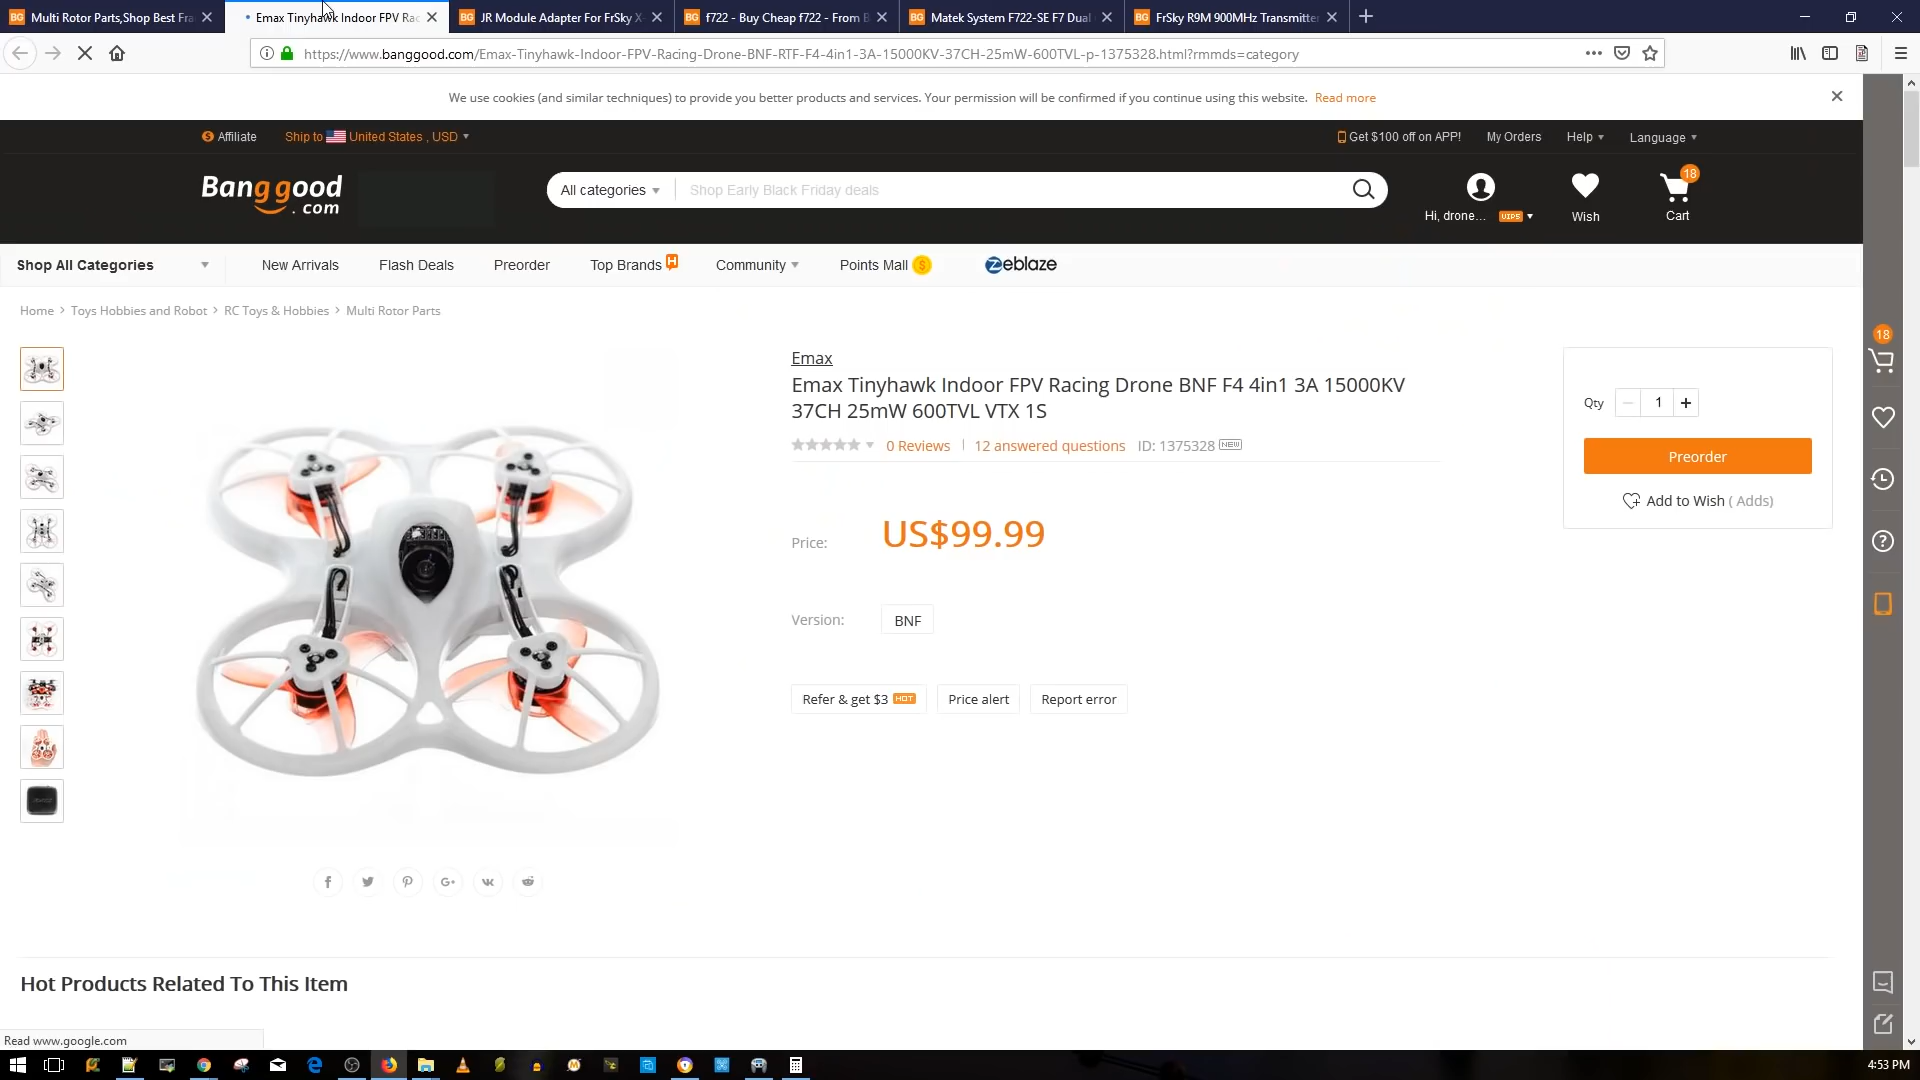 Multi Rotor Parts,Shop Best Fra
Emax Tinyhawk Indoor FPV Rac
JR Module Adapter For FrSky X-
f722 - Buy Cheap f722 - From B
Matek System F722-SE F7 Dual
FrSky R9M 900MHz Transmitte
https://www.banggood.com/Emax-Tinyhawk-Indoor-FPV-Racing-Drone-BNF-RTF-F4-4in1-3A-15000KV-37CH-25mW-600TVL-p-1375328.html?rmmds=category
We use cookies (and similar techniques) to provide you better products and services. Your permission will be confirmed if you continue using this website. Read more
Affiliate
Ship to United States , USD
Get $100 off on APP!
My Orders
Help
Language
Banggood.com
All categories
Shop Early Black Friday deals
Hi, drone...
VIP5
Wish
18
Cart
Shop All Categories
New Arrivals
Flash Deals
Preorder
Top Brands H
Community
Points Mall $
Zeblaze
Home > Toys Hobbies and Robot > RC Toys & Hobbies > Multi Rotor Parts
Emax
Emax Tinyhawk Indoor FPV Racing Drone BNF F4 4in1 3A 15000KV
37CH 25mW 600TVL VTX 1S
0 Reviews
12 answered questions
ID: 1375328 NEW
Price: US$99.99
Version: BNF
Refer & get $3 HOT
Price alert
Report error
Qty 1
Preorder
Add to Wish ( Adds)
18
Hot Products Related To This Item
Read www.google.com
4:53 PM